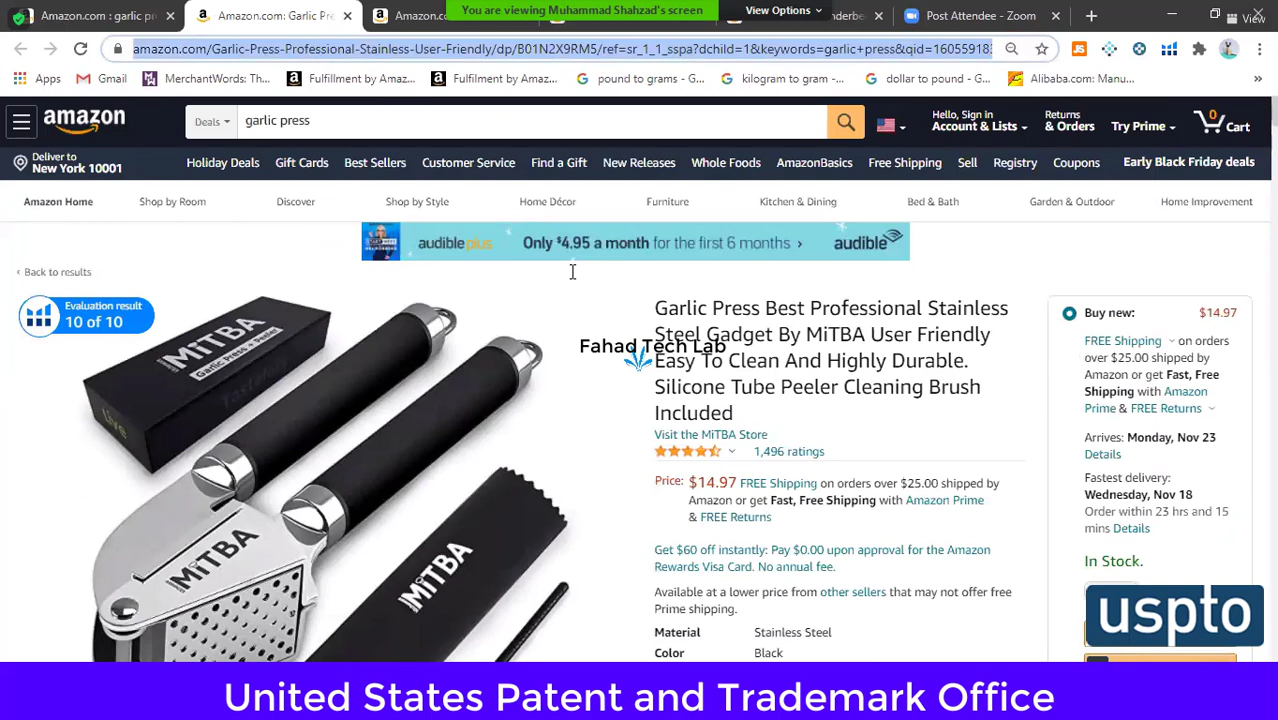 Amazon.com : garlic pr
Amazon.com: Garlic Pre
Amazon.co
You are viewing Muhammad Shahzad's screen
View Options
nderbe
Post Attendee - Zoom
View
amazon.com/Garlic-Press-Professional-Stainless-User-Friendly/dp/B01N2X9RM5/ref=sr_1_1_sspa?dchild=1&keywords=garlic+press&qid=160559183
Apps
Gmail
MerchantWords: Th...
Fulfillment by Amaz...
Fulfilment by Amaz...
pound to grams - G...
kilogram to gram -...
dollar to pound - G...
Alibaba.com: Manu...
amazon
Deals
garlic press
Hello, Sign in
Account & Lists
Returns
& Orders
Try Prime
0
Cart
Deliver to
New York 10001
Holiday Deals
Gift Cards
Best Sellers
Customer Service
Find a Gift
New Releases
Whole Foods
AmazonBasics
Free Shipping
Sell
Registry
Coupons
Early Black Friday deals
Amazon Home
Shop by Room
Discover
Shop by Style
Home Décor
Furniture
Kitchen & Dining
Bed & Bath
Garden & Outdoor
Home Improvement
audible plus
Only $4.95 a month for the first 6 months ›
audible
‹ Back to results
Evaluation result
10 of 10
MiTBA
Garlic Press + Peeler
Live
MiTBA
MiTBA
Fahad Tech Lab
Garlic Press Best Professional Stainless
Steel Gadget By MiTBA User Friendly
Easy To Clean And Highly Durable.
Silicone Tube Peeler Cleaning Brush
Included
Visit the MiTBA Store
1,496 ratings
Price: $14.97 FREE Shipping on orders over $25.00 shipped by
Amazon or get Fast, Free Shipping with Amazon Prime
& FREE Returns
Get $60 off instantly: Pay $0.00 upon approval for the Amazon
Rewards Visa Card. No annual fee.
Available at a lower price from other sellers that may not offer free
Prime shipping.
Material Stainless Steel
Color Black
Buy new: $14.97
FREE Shipping on orders
over $25.00 shipped by
Amazon or get Fast, Free
Shipping with Amazon
Prime & FREE Returns
Arrives: Monday, Nov 23
Details
Fastest delivery:
Wednesday, Nov 18
Order within 23 hrs and 15
mins Details
In Stock.
uspto
United States Patent and Trademark Office